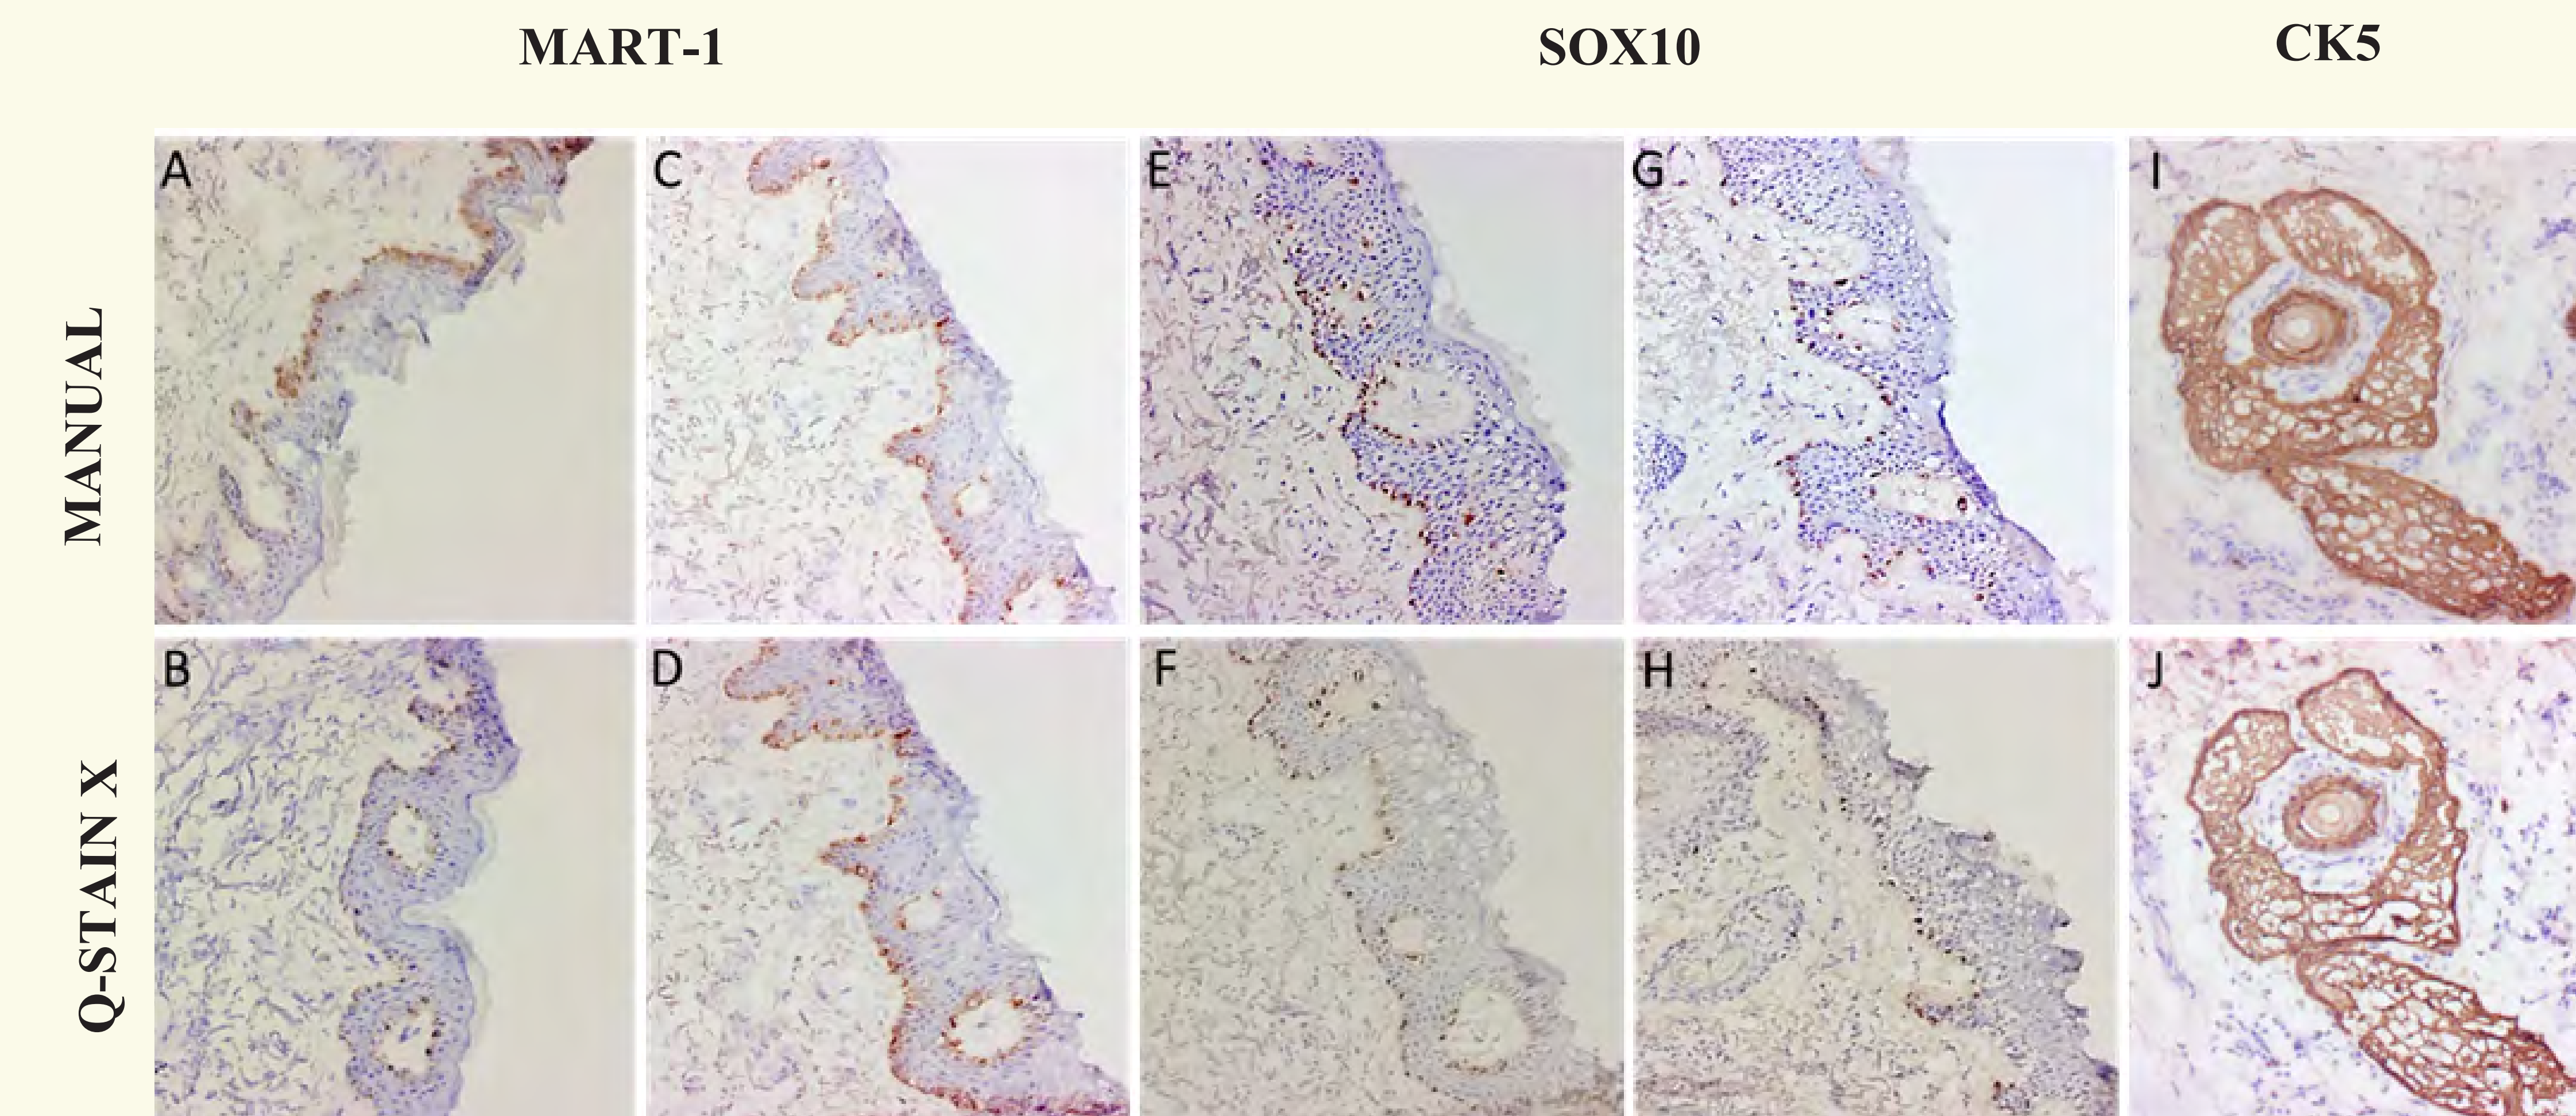 MART-1 SOX10 CK5
MANUAL
A C E G I
Q-STAIN X
B D F H J